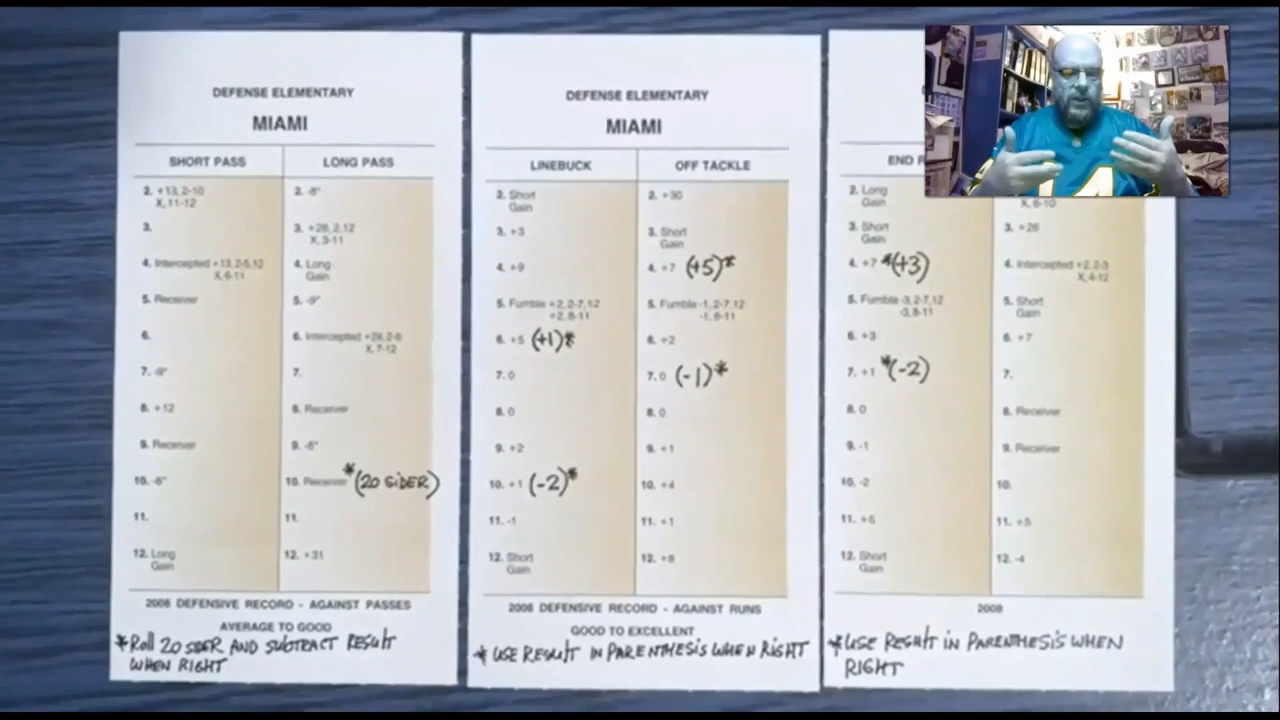 DEFENSE ELEMENTARY
MIAMI
SHORT PASS
2. +13, 2-10
X, 11-12
3.
4. Intercepted +13, 2-5, 12
X, 6-11
5. Receiver
6.
7. -9*
8. +12
9. Receiver
10. -6*
11.
12. Long
Gain
LONG PASS
2. -8*
3. +26, 2, 12
X, 3-11
4. Long
Gain
5. -9*
6. Intercepted +29, 2-6
X, 7-12
7.
8. Receiver
9. -6*
10. Receiver *(20 SIDER)
11.
12. +31
2008 DEFENSIVE RECORD - AGAINST PASSES
AVERAGE TO GOOD
*Roll 20 SIDER AND SUBTRACT RESULT
WHEN RIGHT
DEFENSE ELEMENTARY
MIAMI
LINEBUCK
2. Short
Gain
3. +3
4. +9
5. Fumble +2, 2-7, 12
+2, 8-11
6. +5 (+1)*
7. 0
8. 0
9. +2
10. +1 (-2)*
11. -1
12. Short
Gain
OFF TACKLE
2. +30
3. Short
Gain
4. +7 (+5)*
5. Fumble -1, 2-7, 12
-1, 8-11
6. +2
7. 0 (-1)*
8. 0
9. +1
10. +4
11. +1
12. +8
2008 DEFENSIVE RECORD - AGAINST RUNS
GOOD TO EXCELLENT
* USE RESULT IN PARENTHESIS WHEN RIGHT
END
2. Long
Gain
3. Short
Gain
4. +7 *(+3)
5. Fumble -3, 2-7, 12
-3, 8-11
6. +3
7. +1 *(-2)
8. 0
9. -1
10. -2
11. +5
12. Short
Gain
X, 6-10
3. +26
4. Intercepted +2, 2-3
X, 4-12
5. Short
Gain
6. +7
7.
8. Receiver
9. Receiver
10.
11. +5
12. -4
2008
*USE RESULT IN PARENTHESIS WHEN
RIGHT